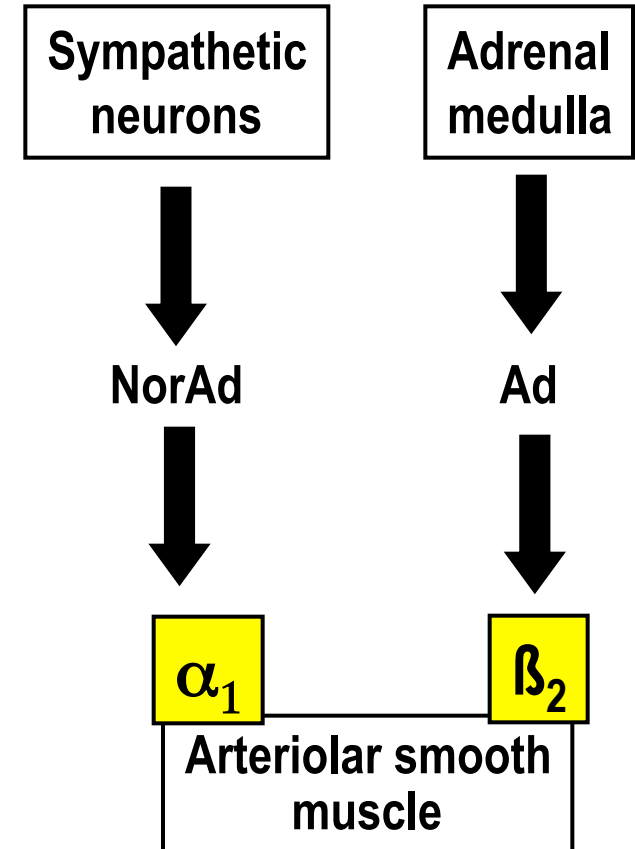 Sympathetic
neurons
Adrenal
medulla
NorAd
Ad
α₁
ß₂
Arteriolar smooth
muscle